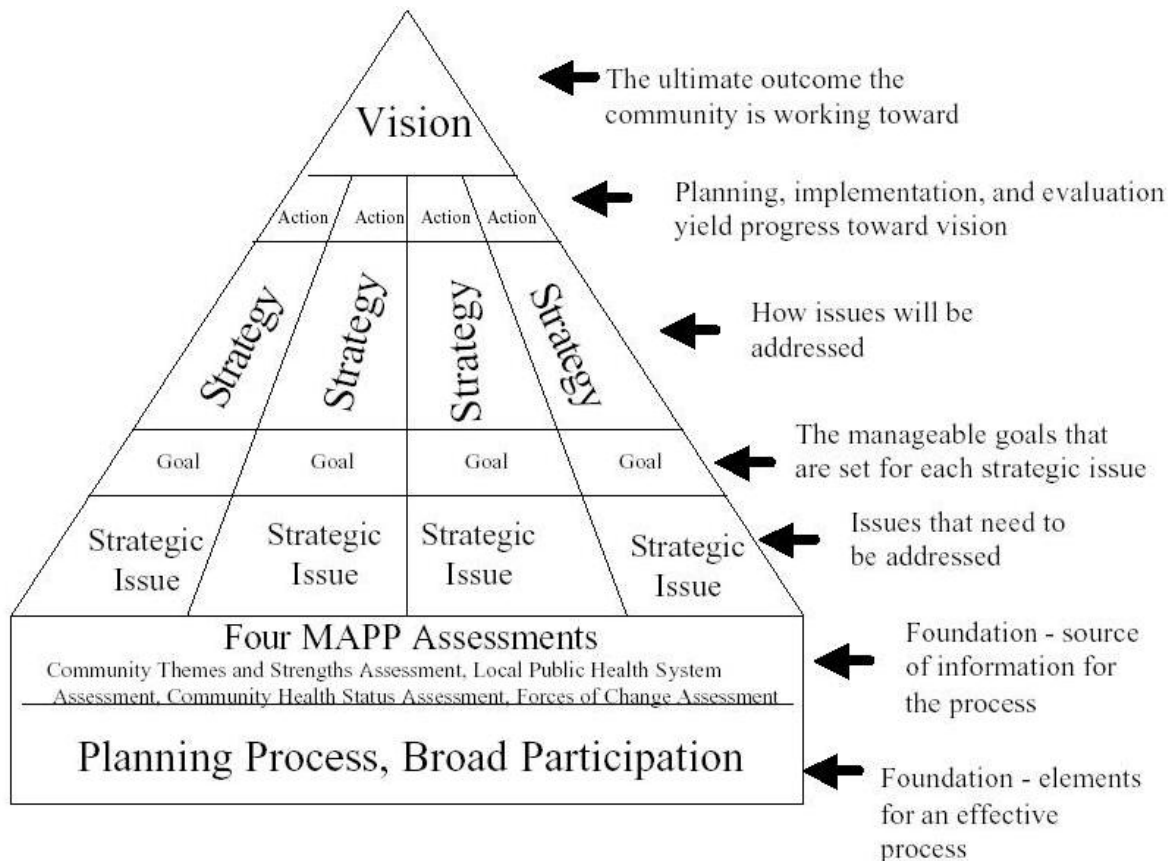 The ultimate outcome the
community is working toward
Vision
Planning, implementation, and evaluation
yield progress toward vision
Action Action Action Action
Strategy Strategy Strategy Strategy
How issues will be
addressed
The manageable goals that
are set for each strategic issue
Goal Goal Goal Goal
Issues that need to
be addressed
Strategic
Issue
Strategic
Issue
Strategic
Issue
Strategic
Issue
Four MAPP Assessments
Community Themes and Strengths Assessment, Local Public Health System
Assessment, Community Health Status Assessment, Forces of Change Assessment
Foundation - source
of information for
the process
Planning Process, Broad Participation
Foundation - elements
for an effective
process